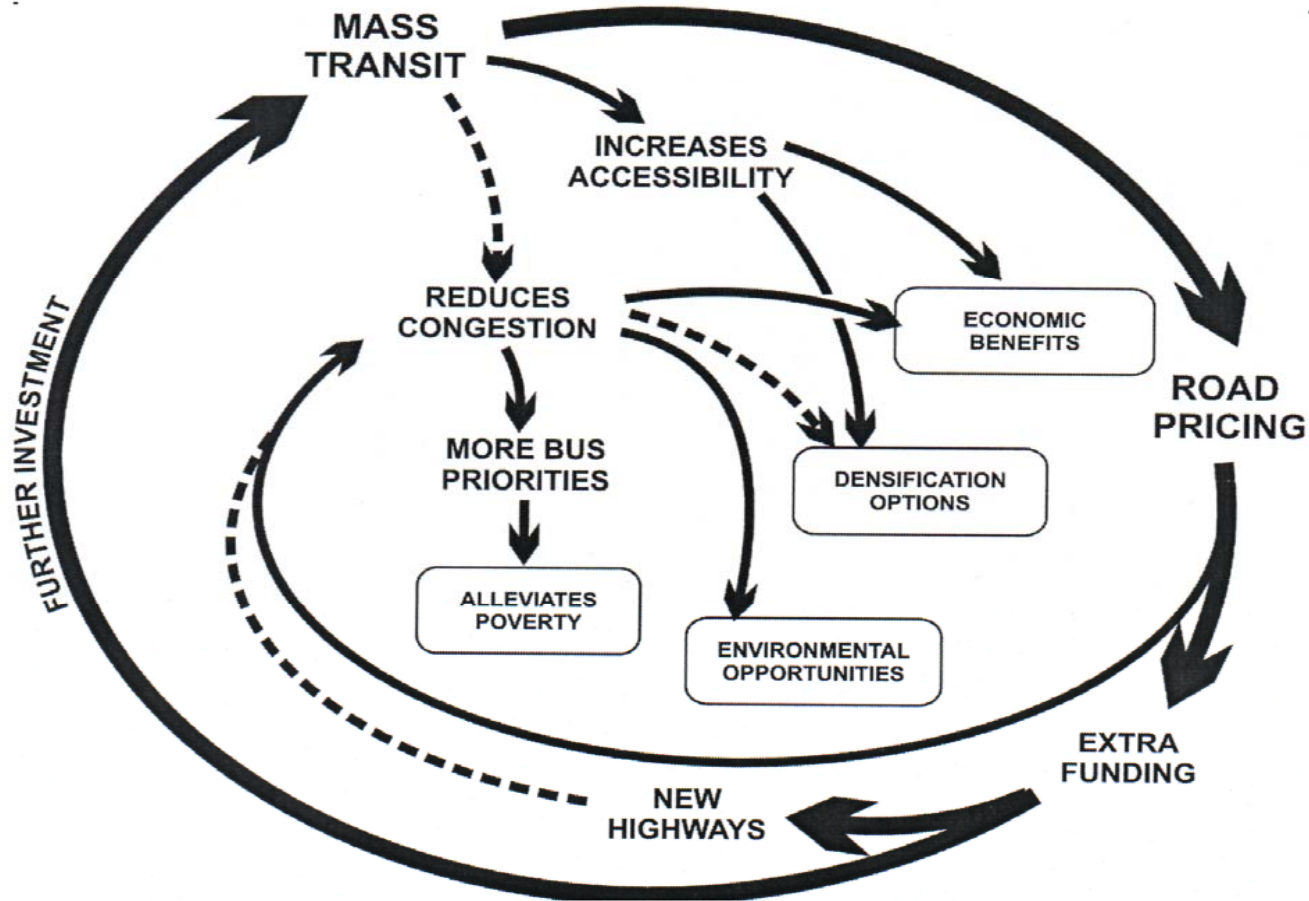 MASS
TRANSIT
INCREASES
ACCESSIBILITY
REDUCES
CONGESTION
ECONOMIC
BENEFITS
ROAD
PRICING
MORE BUS
PRIORITIES
DENSIFICATION
OPTIONS
FURTHER INVESTMENT
ALLEVIATES
POVERTY
ENVIRONMENTAL
OPPORTUNITIES
EXTRA
FUNDING
NEW
HIGHWAYS